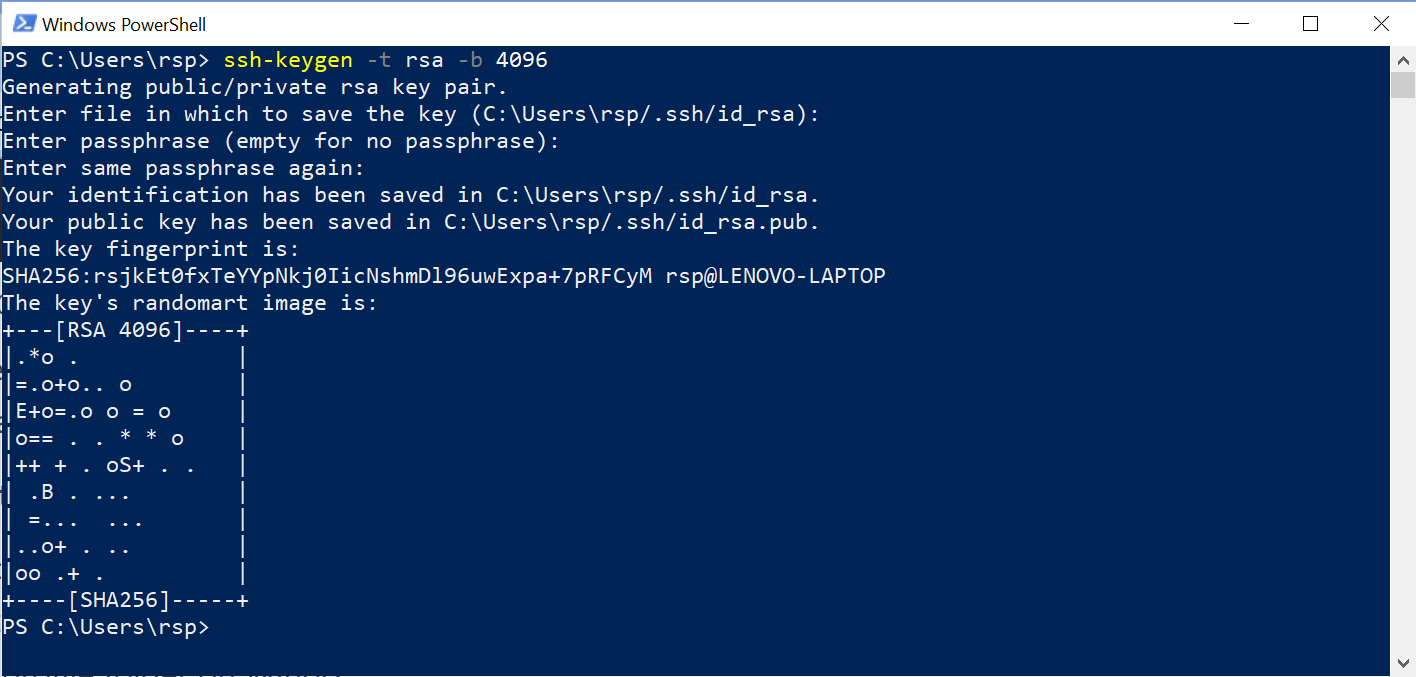 Windows PowerShell
PS C:\Users\rsp> ssh-keygen -t rsa -b 4096
Generating public/private rsa key pair.
Enter file in which to save the key (C:\Users\rsp/.ssh/id_rsa):
Enter passphrase (empty for no passphrase):
Enter same passphrase again:
Your identification has been saved in C:\Users\rsp/.ssh/id_rsa.
Your public key has been saved in C:\Users\rsp/.ssh/id_rsa.pub.
The key fingerprint is:
SHA256:rsjkEt0fxTeYYpNkj0IicNshmDl96uwExpa+7pRFCyM rsp@LENOVO-LAPTOP
The key's randomart image is:
+---[RSA 4096]----+
|.*o .            |
|=.o+o.. o        |
|E+o=.o o = o     |
|o== . . * * o    |
|++ + . oS+ . .   |
| .B . ...        |
| =...  ...       |
|..o+ . ..        |
|oo .+ .          |
+----[SHA256]-----+
PS C:\Users\rsp>